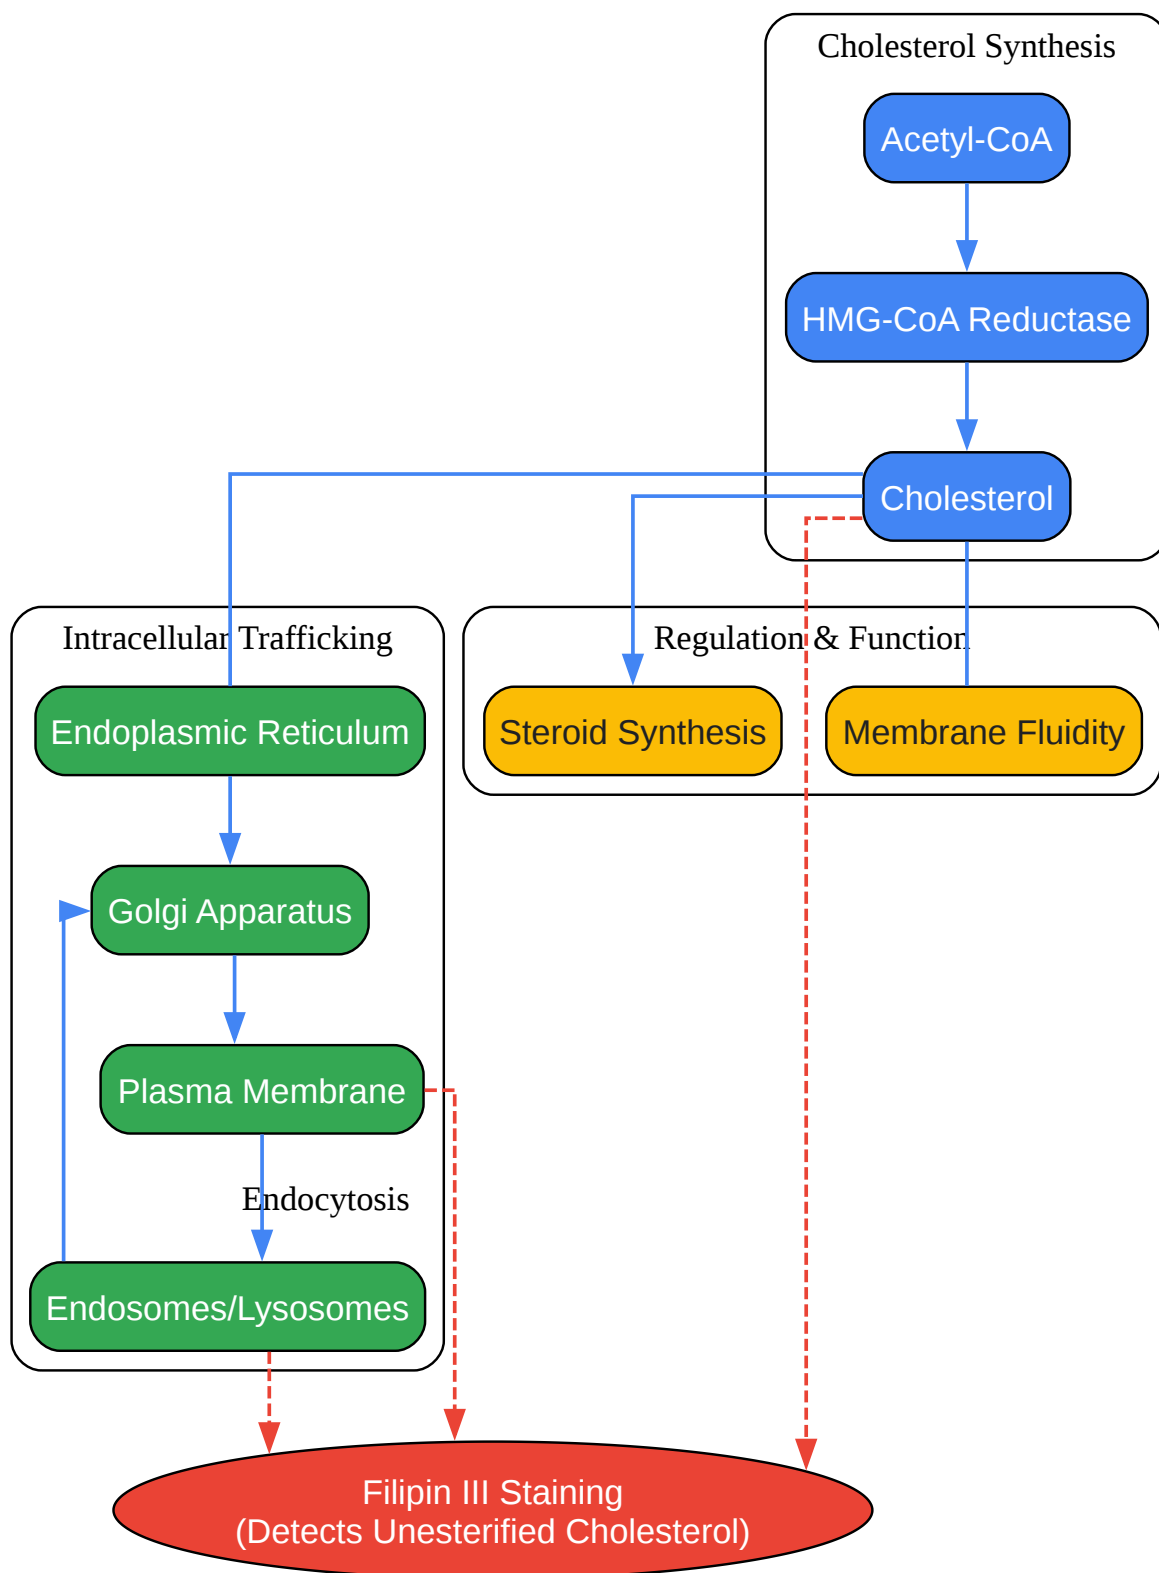 Cholesterol Synthesis
Acetyl-CoA
HMG-CoA Reductase
Cholesterol
Intracellular Trafficking
Regulation & Function
Endoplasmic Reticulum
Steroid Synthesis
Membrane Fluidity
Golgi Apparatus
Plasma Membrane
Endocytosis
Endosomes/Lysosomes
Filipin III Staining
(Detects Unesterified Cholesterol)